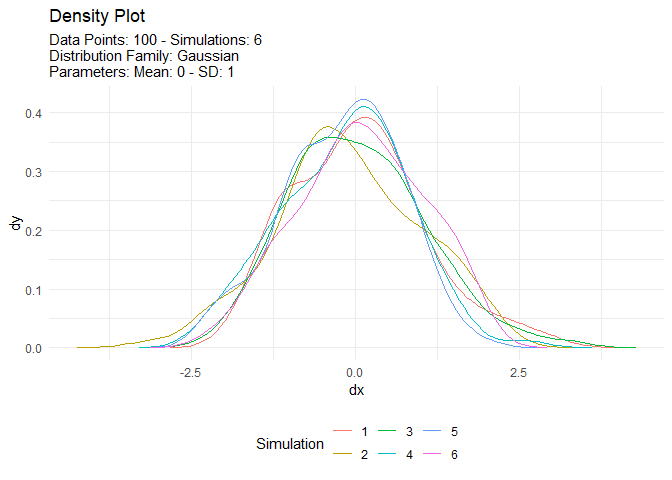 Density Plot
Data Points: 100 - Simulations: 6
Distribution Family: Gaussian
Parameters: Mean: 0 - SD: 1
0.4
0.3
0.2
0.1
0.0
dy
-2.5 0.0 2.5
dx
Simulation
1 3 5
2 4 6